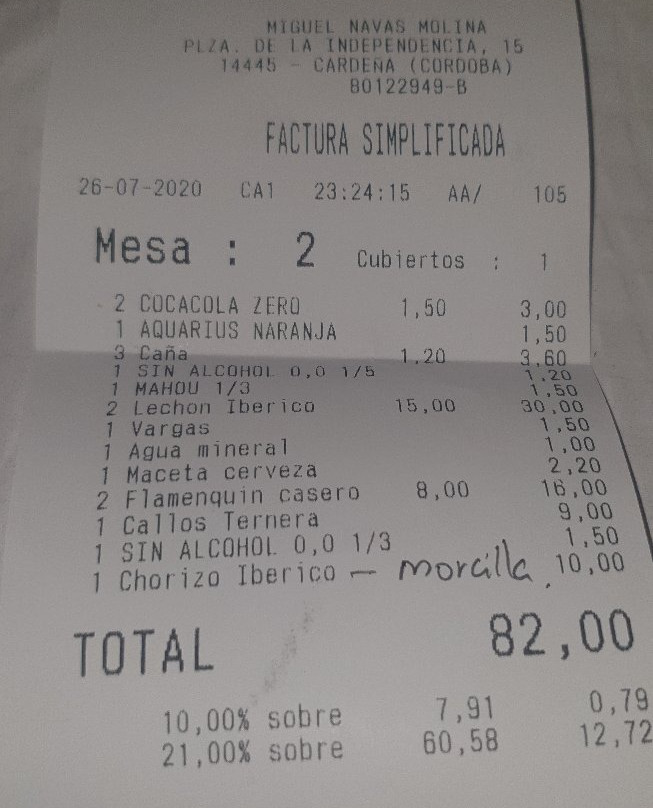 MIGUEL NAVAS MOLINA
PLZA. DE LA INDEPENDENCIA, 15
14445 - CARDEÑA (CORDOBA)
80122949-B
FACTURA SIMPLIFICADA
26-07-2020 CA1 23:24:15 AA/ 105
Mesa : 2 Cubiertos : 1
2 COCACOLA ZERO 1,50 3,00
1 AQUARIUS NARANJA 1,50
3 Caña 1,20 3,60
1 SIN ALCOHOL 0,0 1/5 1,20
1 MAHOU 1/3 1,50
2 Lechon Iberico 15,00 30,00
1 Vargas 1,50
1 Agua mineral 1,00
1 Maceta cerveza 2,20
2 Flamenquin casero 8,00 16,00
1 Callos Ternera 9,00
1 SIN ALCOHOL 0,0 1/3 1,50
1 Chorizo Iberico - morcilla 10,00
TOTAL 82,00
10,00% sobre 7,91 0,79
21,00% sobre 60,58 12,72